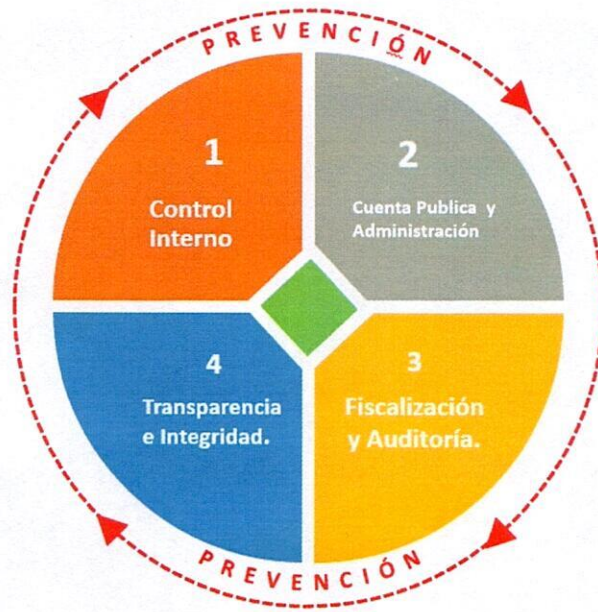 PREVENCIÓN
1
Control
Interno
2
Cuenta Publica y
Administración
4
Transparencia
e Integridad.
3
Fiscalización
y Auditoría.
PREVENCIÓN